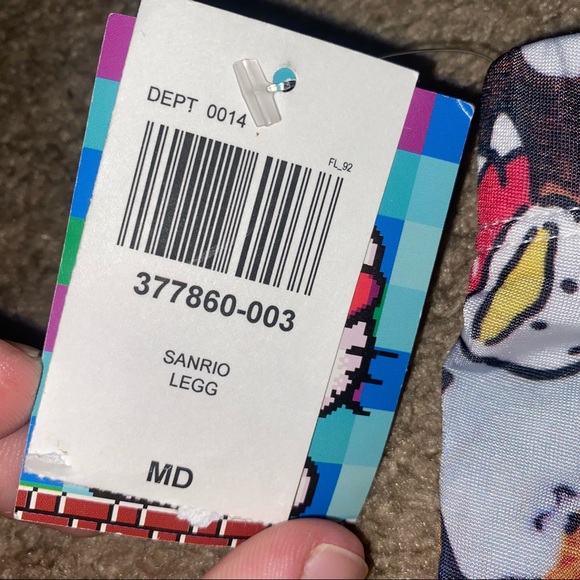 DEPT 0014
FL_92
377860-003
SANRIO
LEGG
MD